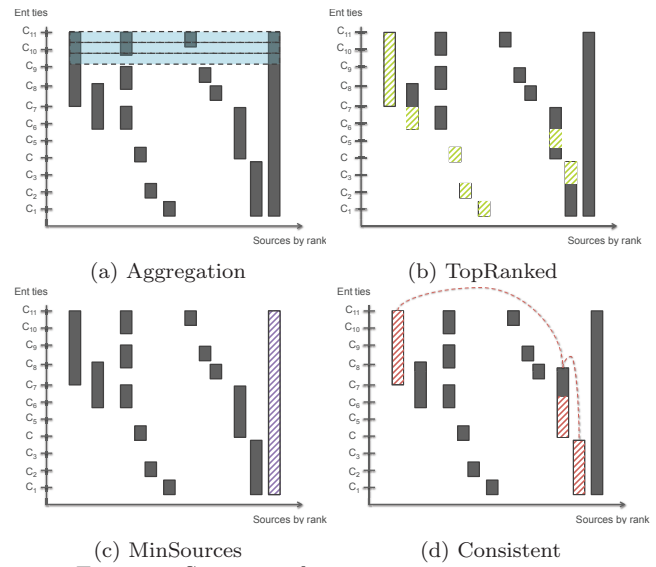 Ent ties
C11
C10
C9
C8
C7
C6
C5
C
C3
C2
C1
Sources by rank
(a) Aggregation
Ent ties
C11
C10
C9
C8
C7
C6
C5
C
C3
C2
C1
Sources by rank
(b) TopRanked
Ent ties
C11
C10
C9
C8
C7
C6
C5
C
C3
C2
C1
Sources by rank
(c) MinSources
Ent ties
C11
C10
C9
C8
C7
C6
C5
C
C3
C2
C1
Sources by rank
(d) Consistent